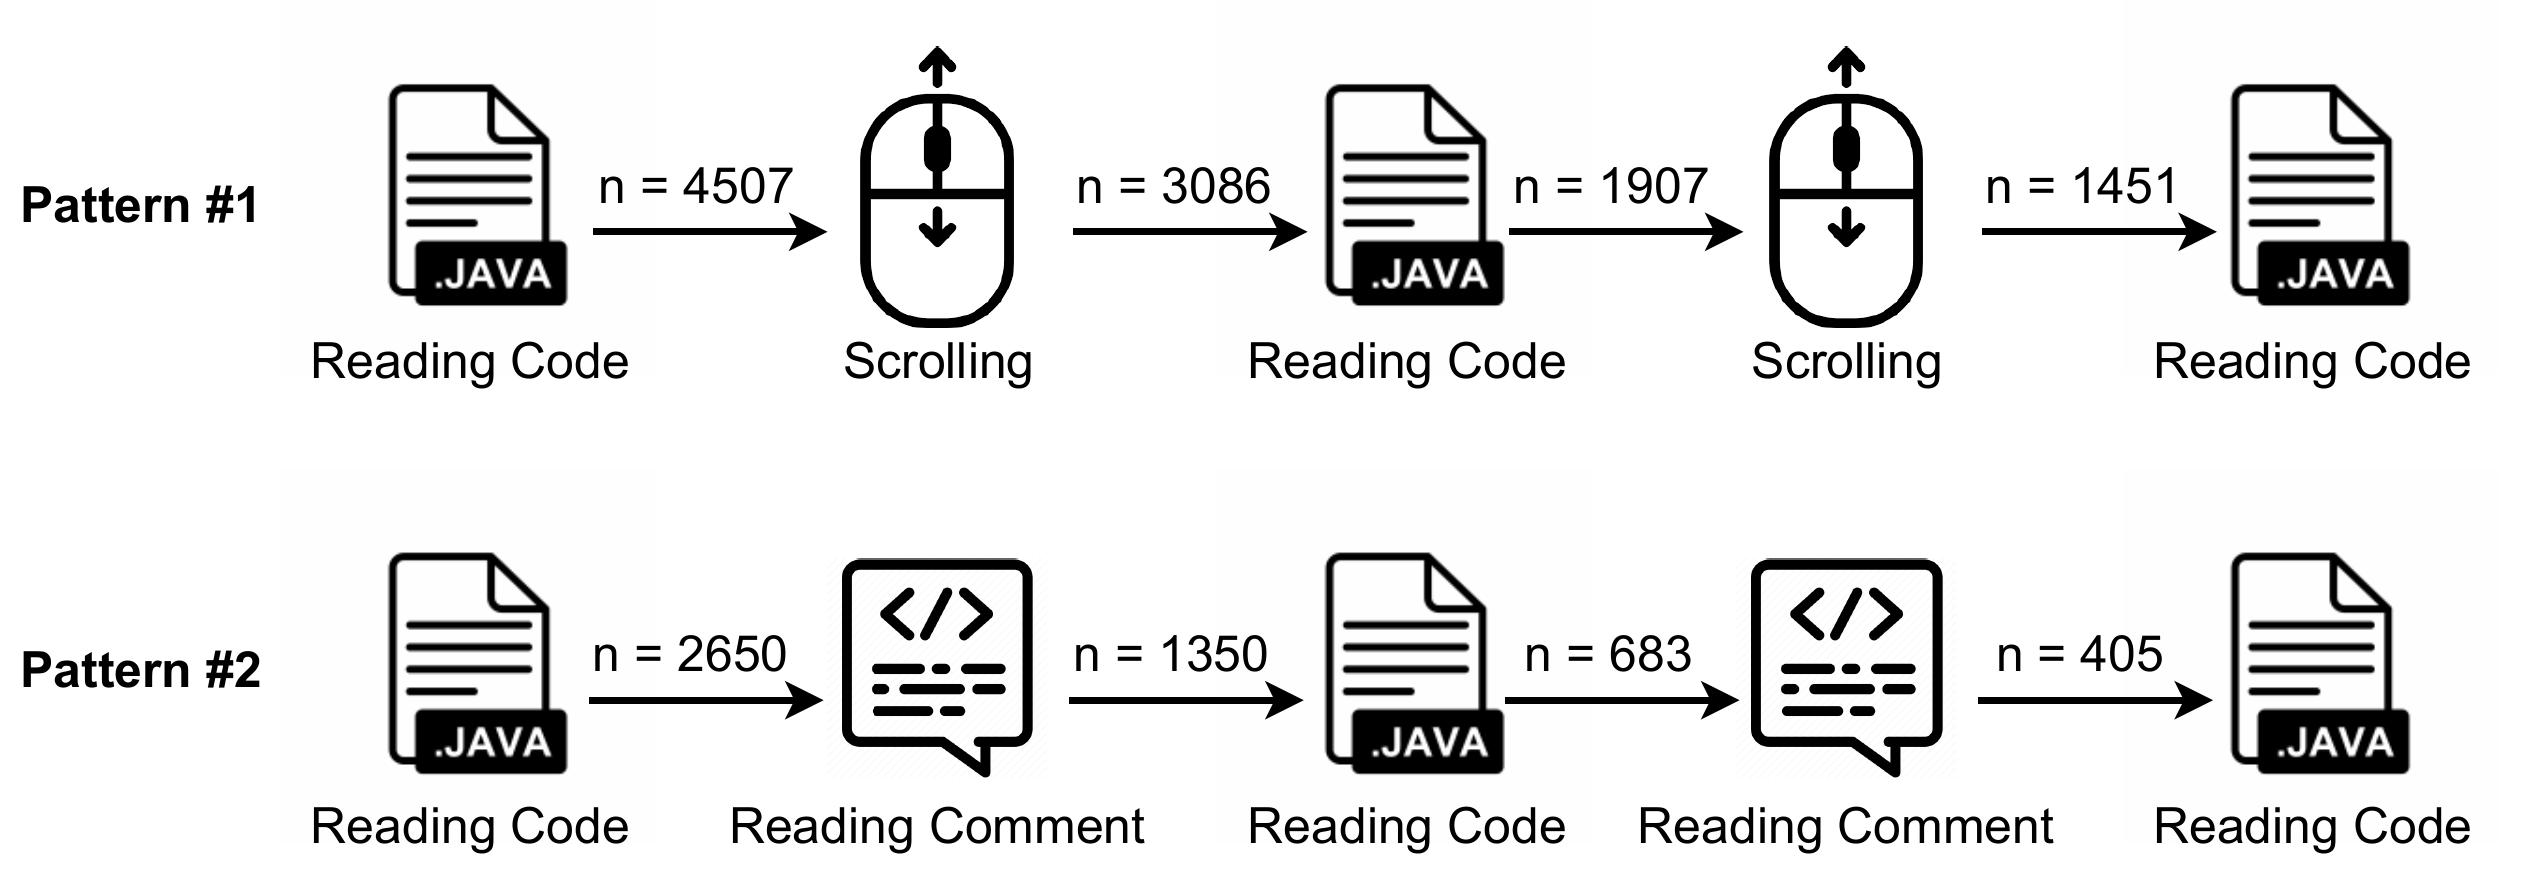 Pattern #1
n = 4507
n = 3086
n = 1907
n = 1451
.JAVA
.JAVA
.JAVA
Reading Code
Scrolling
Reading Code
Scrolling
Reading Code
Pattern #2
n = 2650
n = 1350
n = 683
n = 405
</>
</>
.JAVA
.JAVA
.JAVA
Reading Code
Reading Comment
Reading Code
Reading Comment
Reading Code